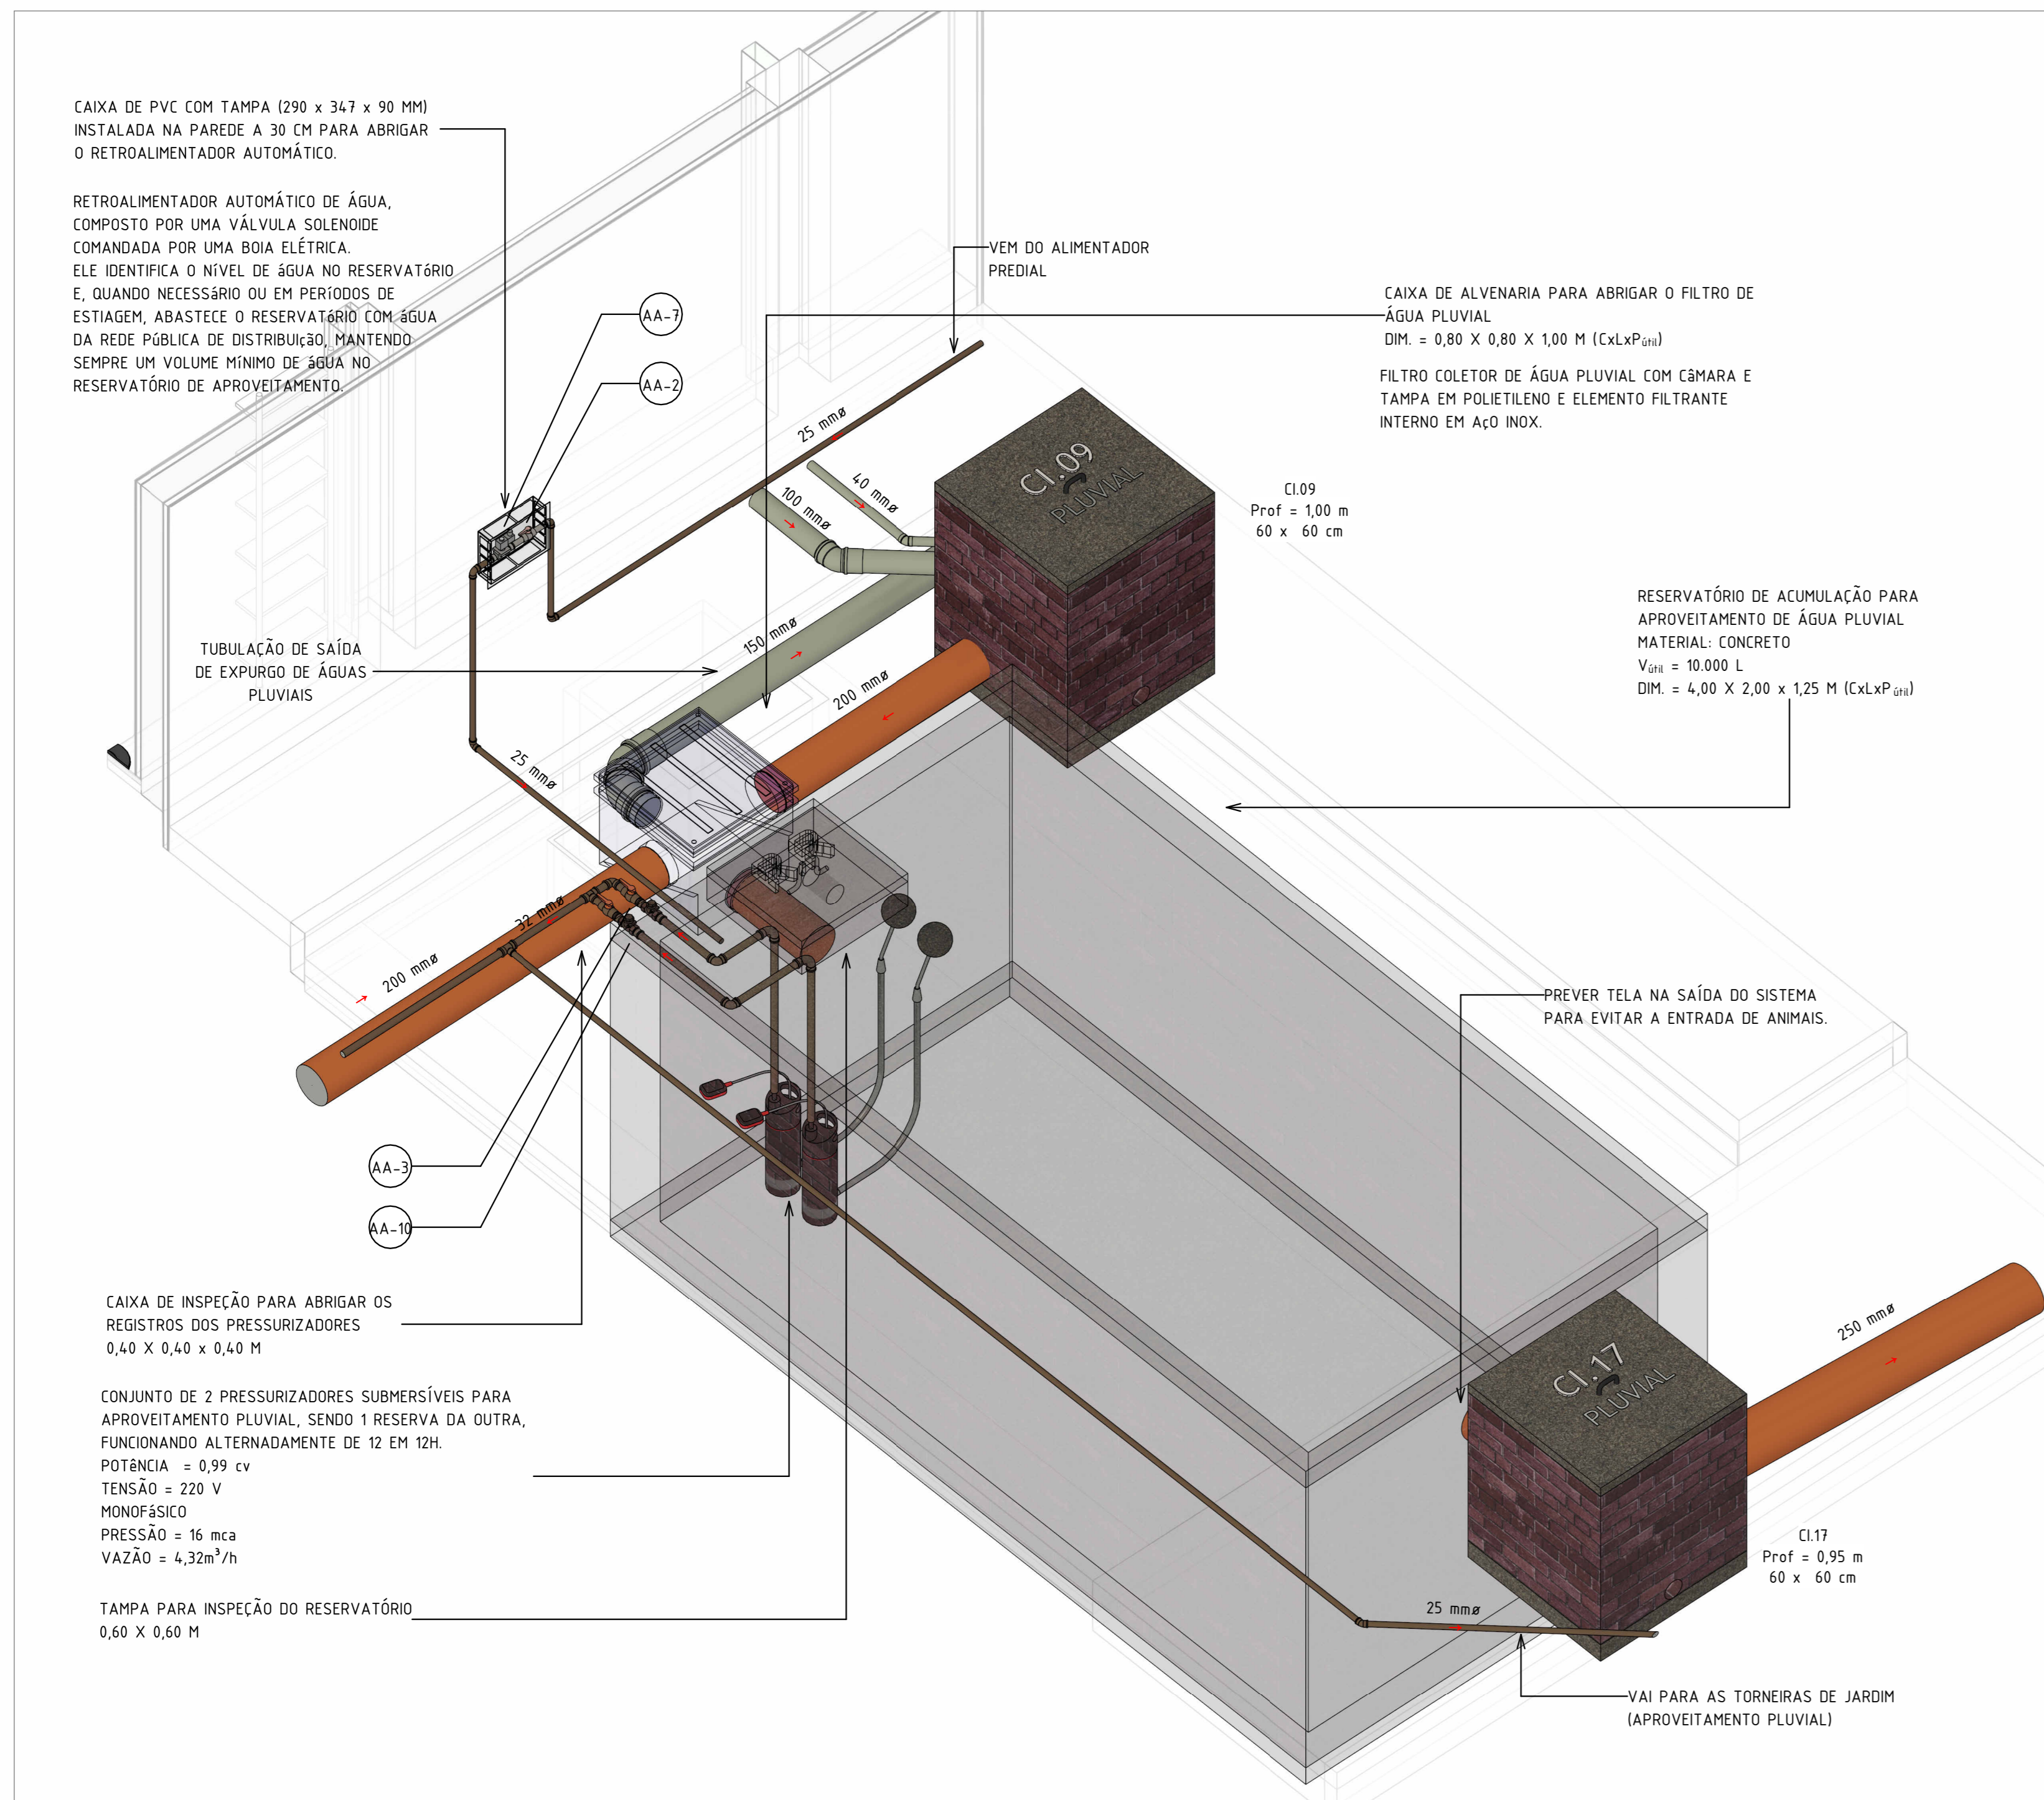 CAIXA DE PVC COM TAMPA (290 x 347 x 90 MM)
INSTALADA NA PAREDE A 30 CM PARA ABRIGAR
O RETROALIMENTADOR AUTOMÁTICO.
RETROALIMENTADOR AUTOMÁTICO DE ÁGUA,
COMPOSTO POR UMA VÁLVULA SOLENOIDE
COMANDADA POR UMA BOIA ELÉTRICA.
ELE IDENTIFICA O NíVEL DE áGUA NO RESERVATóRIO
E, QUANDO NECESSáRIO OU EM PERíODOS DE
ESTIAGEM, ABASTECE O RESERVATóRIO COM áGUA
DA REDE PúBLICA DE DISTRIBUIçãO, MANTENDO
SEMPRE UM VOLUME MíNIMO DE áGUA NO
RESERVATÓRIO DE APROVEITAMENTO.
AA-7
AA-2
VEM DO ALIMENTADOR
PREDIAL
CAIXA DE ALVENARIA PARA ABRIGAR O FILTRO DE
ÁGUA PLUVIAL
DIM. = 0,80 X 0,80 X 1,00 M (CxLxPútil)
FILTRO COLETOR DE ÁGUA PLUVIAL COM CâMARA E
TAMPA EM POLIETILENO E ELEMENTO FILTRANTE
INTERNO EM AçO INOX.
25 mmø
40 mmø
100 mmø
CI.09
PLUVIAL
CI.09
Prof = 1,00 m
60 x 60 cm
RESERVATÓRIO DE ACUMULAÇÃO PARA
APROVEITAMENTO DE ÁGUA PLUVIAL
MATERIAL: CONCRETO
Vútil = 10.000 L
DIM. = 4,00 X 2,00 x 1,25 M (CxLxPútil)
TUBULAÇÃO DE SAÍDA
DE EXPURGO DE ÁGUAS
PLUVIAIS
150 mmø
200 mmø
25 mmø
32 mmø
200 mmø
PREVER TELA NA SAÍDA DO SISTEMA
PARA EVITAR A ENTRADA DE ANIMAIS.
AA-3
AA-10
CAIXA DE INSPEÇÃO PARA ABRIGAR OS
REGISTROS DOS PRESSURIZADORES
0,40 X 0,40 x 0,40 M
CONJUNTO DE 2 PRESSURIZADORES SUBMERSÍVEIS PARA
APROVEITAMENTO PLUVIAL, SENDO 1 RESERVA DA OUTRA,
FUNCIONANDO ALTERNADAMENTE DE 12 EM 12H.
POTêNCIA = 0,99 cv
TENSÃO = 220 V
MONOFáSICO
PRESSÃO = 16 mca
VAZÃO = 4,32m³/h
TAMPA PARA INSPEÇÃO DO RESERVATÓRIO
0,60 X 0,60 M
250 mmø
CI.17
PLUVIAL
CI.17
Prof = 0,95 m
60 x 60 cm
25 mmø
VAI PARA AS TORNEIRAS DE JARDIM
(APROVEITAMENTO PLUVIAL)